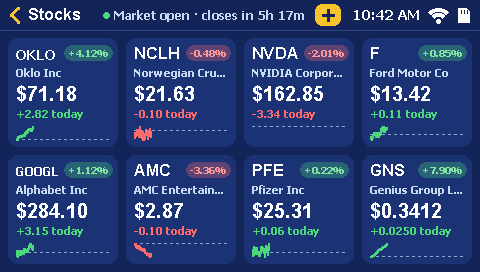 Stocks
Market open · closes in 5h 17m
10:42 AM
OKLO +4.12%
Oklo Inc
$71.18
+2.82 today
NCLH -0.48%
Norwegian Cru...
$21.63
-0.10 today
NVDA -2.01%
NVIDIA Corpor...
$162.85
-3.34 today
F +0.85%
Ford Motor Co
$13.42
+0.11 today
GOOGL +1.12%
Alphabet Inc
$284.10
+3.15 today
AMC -3.36%
AMC Entertain...
$2.87
-0.10 today
PFE +0.22%
Pfizer Inc
$25.31
+0.06 today
GNS +7.90%
Genius Group L...
$0.3412
+0.0250 today